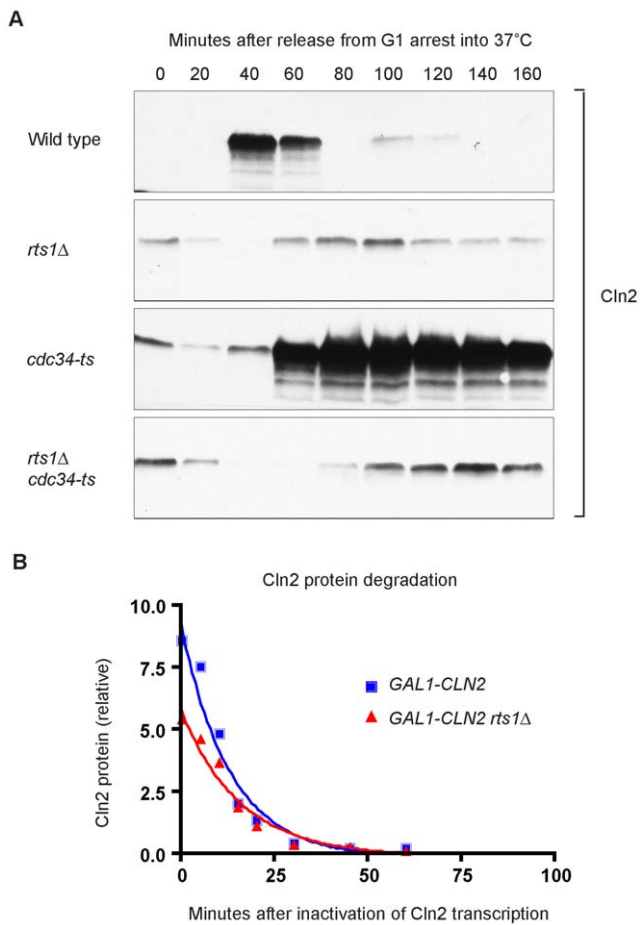 A
Minutes after release from G1 arrest into 37°C
0 20 40 60 80 100 120 140 160
Wild type
rts1Δ
cdc34-ts
rts1Δ
cdc34-ts
Cln2
B
Cln2 protein degradation
10.0
7.5
5.0
2.5
0.0
Cln2 protein (relative)
GAL1-CLN2
GAL1-CLN2 rts1Δ
0 25 50 75 100
Minutes after inactivation of Cln2 transcription